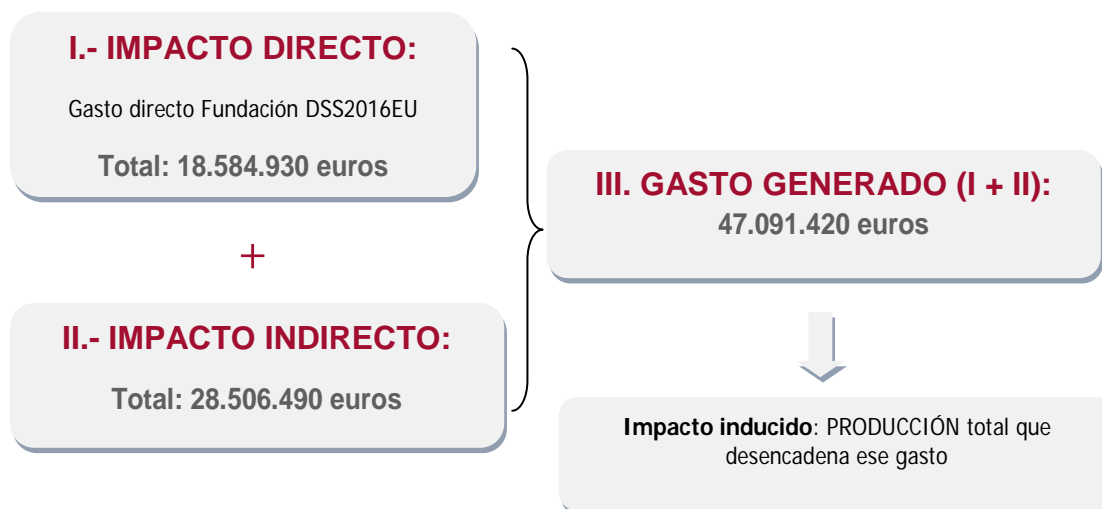 I.- IMPACTO DIRECTO:
Gasto directo Fundación DSS2016EU
Total: 18.584.930 euros
+
II.- IMPACTO INDIRECTO:
Total: 28.506.490 euros
III. GASTO GENERADO (I + II):
47.091.420 euros
Impacto inducido: PRODUCCIÓN total que
desencadena ese gasto